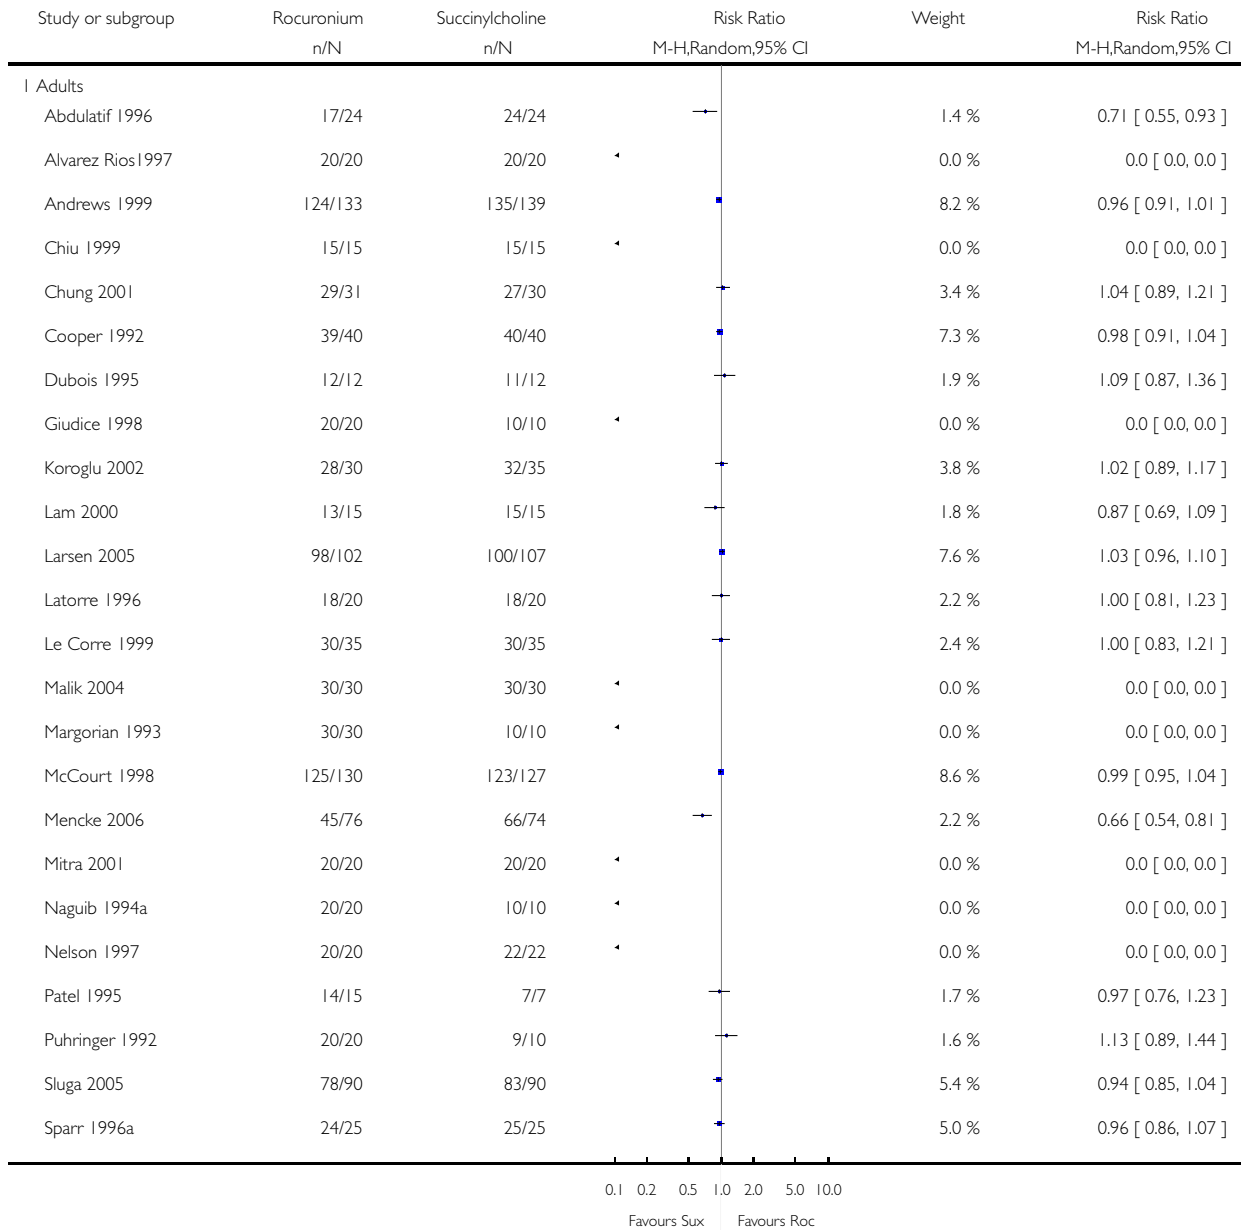 Study or subgroup Rocuronium Succinylcholine Risk Ratio Weight Risk Ratio
n/N n/N M-H,Random,95% CI M-H,Random,95% CI
1 Adults
Abdulatif 1996 17/24 24/24 1.4 % 0.71 [ 0.55, 0.93 ]
Alvarez Rios1997 20/20 20/20 0.0 % 0.0 [ 0.0, 0.0 ]
Andrews 1999 124/133 135/139 8.2 % 0.96 [ 0.91, 1.01 ]
Chiu 1999 15/15 15/15 0.0 % 0.0 [ 0.0, 0.0 ]
Chung 2001 29/31 27/30 3.4 % 1.04 [ 0.89, 1.21 ]
Cooper 1992 39/40 40/40 7.3 % 0.98 [ 0.91, 1.04 ]
Dubois 1995 12/12 11/12 1.9 % 1.09 [ 0.87, 1.36 ]
Giudice 1998 20/20 10/10 0.0 % 0.0 [ 0.0, 0.0 ]
Koroglu 2002 28/30 32/35 3.8 % 1.02 [ 0.89, 1.17 ]
Lam 2000 13/15 15/15 1.8 % 0.87 [ 0.69, 1.09 ]
Larsen 2005 98/102 100/107 7.6 % 1.03 [ 0.96, 1.10 ]
Latorre 1996 18/20 18/20 2.2 % 1.00 [ 0.81, 1.23 ]
Le Corre 1999 30/35 30/35 2.4 % 1.00 [ 0.83, 1.21 ]
Malik 2004 30/30 30/30 0.0 % 0.0 [ 0.0, 0.0 ]
Margorian 1993 30/30 10/10 0.0 % 0.0 [ 0.0, 0.0 ]
McCourt 1998 125/130 123/127 8.6 % 0.99 [ 0.95, 1.04 ]
Mencke 2006 45/76 66/74 2.2 % 0.66 [ 0.54, 0.81 ]
Mitra 2001 20/20 20/20 0.0 % 0.0 [ 0.0, 0.0 ]
Naguib 1994a 20/20 10/10 0.0 % 0.0 [ 0.0, 0.0 ]
Nelson 1997 20/20 22/22 0.0 % 0.0 [ 0.0, 0.0 ]
Patel 1995 14/15 7/7 1.7 % 0.97 [ 0.76, 1.23 ]
Puhringer 1992 20/20 9/10 1.6 % 1.13 [ 0.89, 1.44 ]
Sluga 2005 78/90 83/90 5.4 % 0.94 [ 0.85, 1.04 ]
Sparr 1996a 24/25 25/25 5.0 % 0.96 [ 0.86, 1.07 ]
0.1 0.2 0.5 1.0 2.0 5.0 10.0
Favours Sux Favours Roc